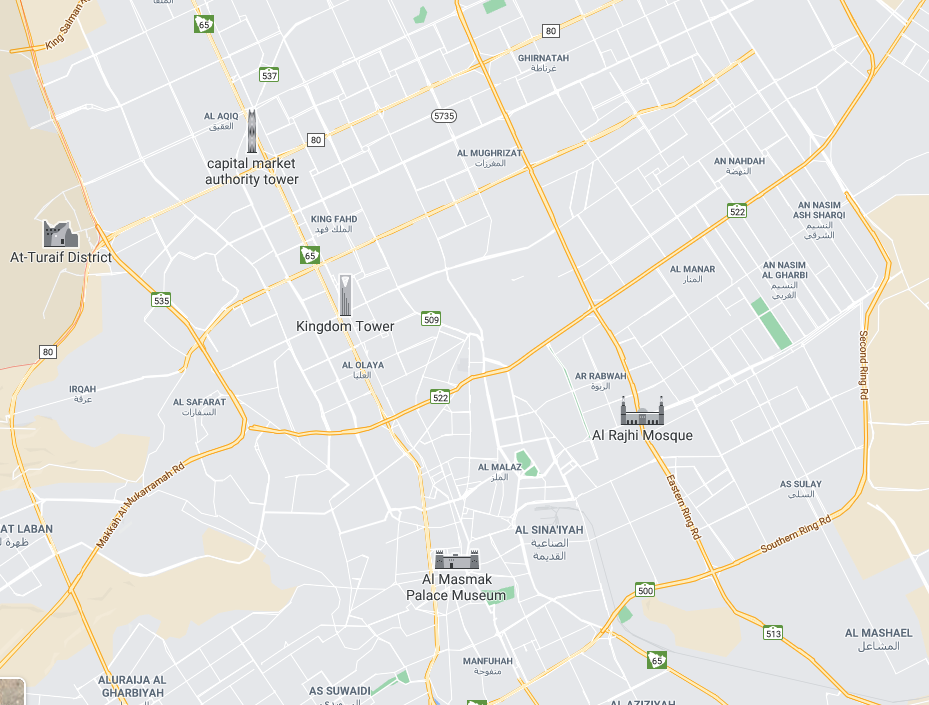 65
العقيا
King Salman R
80
GHIRNATAH
غرناطة
537
AL AQIQ
العقيق
5735
80
capital market
authority tower
AL MUGHRIZAT
المغرزات
AN NAHDAH
النهضة
522
AN NASIM
ASH SHARQI
النسيم
الشرقي
KING FAHD
الملك فهد
At-Turaif District
65
AL MANAR
المنار
AN NASIM
AL GHARBI
النسيم
الغربي
535
509
Kingdom Tower
80
Second Ring Rd
AL OLAYA
العليا
AR RABWAH
الربوة
IRQAH
عرقة
522
AL SAFARAT
السفارات
Al Rajhi Mosque
AL MALAZ
الملز
Makkah Al Mukarramah Rd
AS SULAY
السلي
Eastern Ring Rd
AT LABAN
ظهرة ل
AL SINA'IYAH
الصناعية
القديمة
Southern Ring Rd
Al Masmak
Palace Museum
500
513
AL MASHAEL
المشاعل
MANFUHAH
منفوحة
65
ALURAIJA AL
GHARBIYAH
AS SUWAIDI
AL AZIZIYAH